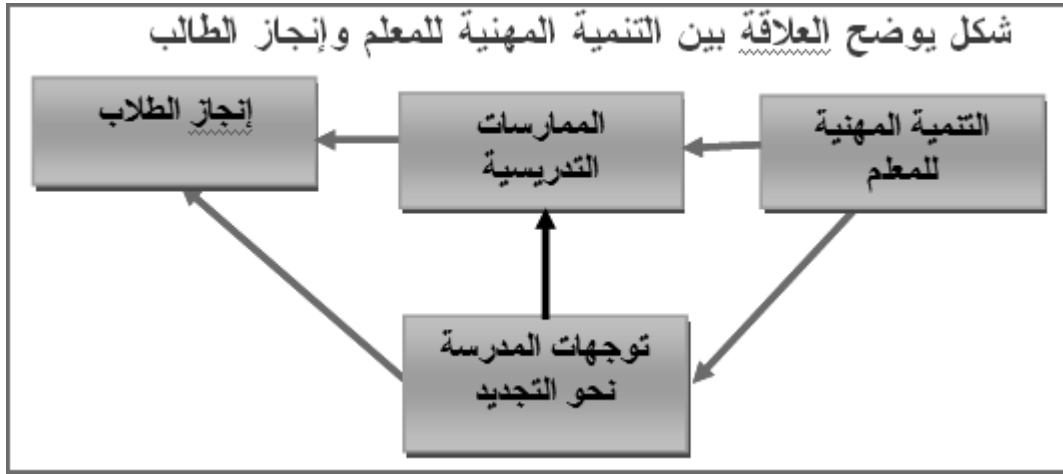 شكل يوضح العلاقة بين التنمية المهنية للمعلم وإنجاز الطالب
التنمية المهنية
للمعلم
الممارسات
التدريسية
إنجاز الطلاب
توجهات المدرسة
نحو التجديد